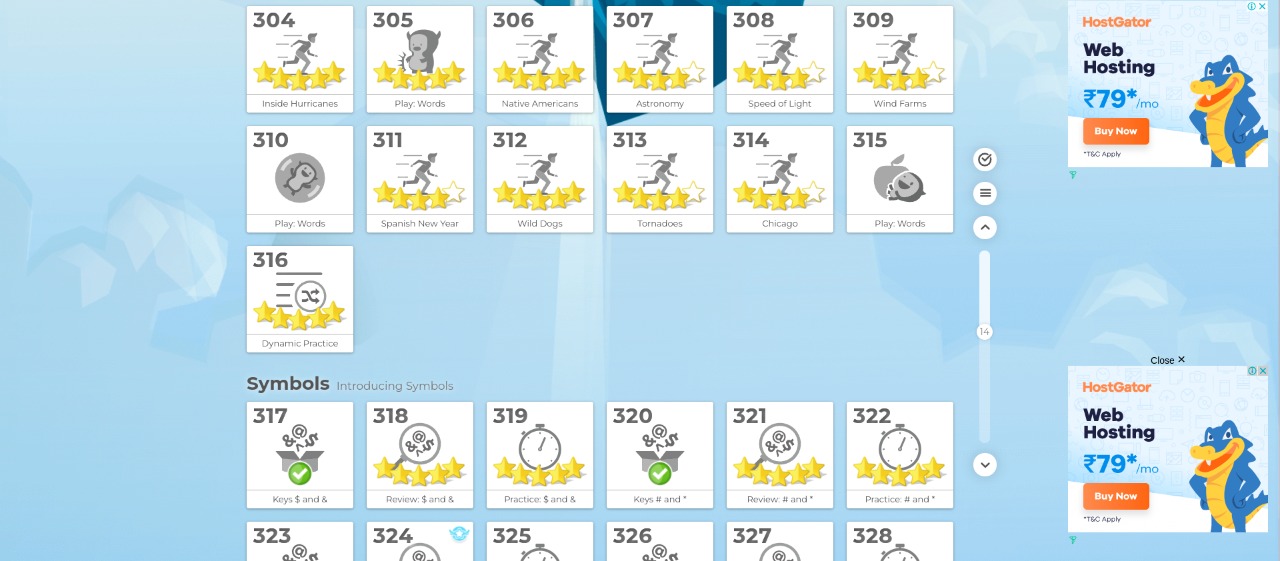 304
Inside Hurricanes
305
Play: Words
306
Native Americans
307
Astronomy
308
Speed of Light
309
Wind Farms
310
Play: Words
311
Spanish New Year
312
Wild Dogs
313
Tornadoes
314
Chicago
315
Play: Words
316
Dynamic Practice
Symbols Introducing Symbols
317
&@$^
Keys $ and &
318
&@$^
Review: $ and &
319
Practice: $ and &
320
&@$^
Keys # and *
321
&@$^
Review: # and *
322
Practice: # and *
323
324
325
326
327
328
14
HostGator
Web
Hosting
₹79*/mo
Buy Now
*T&C Apply
Close ✕
HostGator
Web
Hosting
₹79*/mo
Buy Now
*T&C Apply